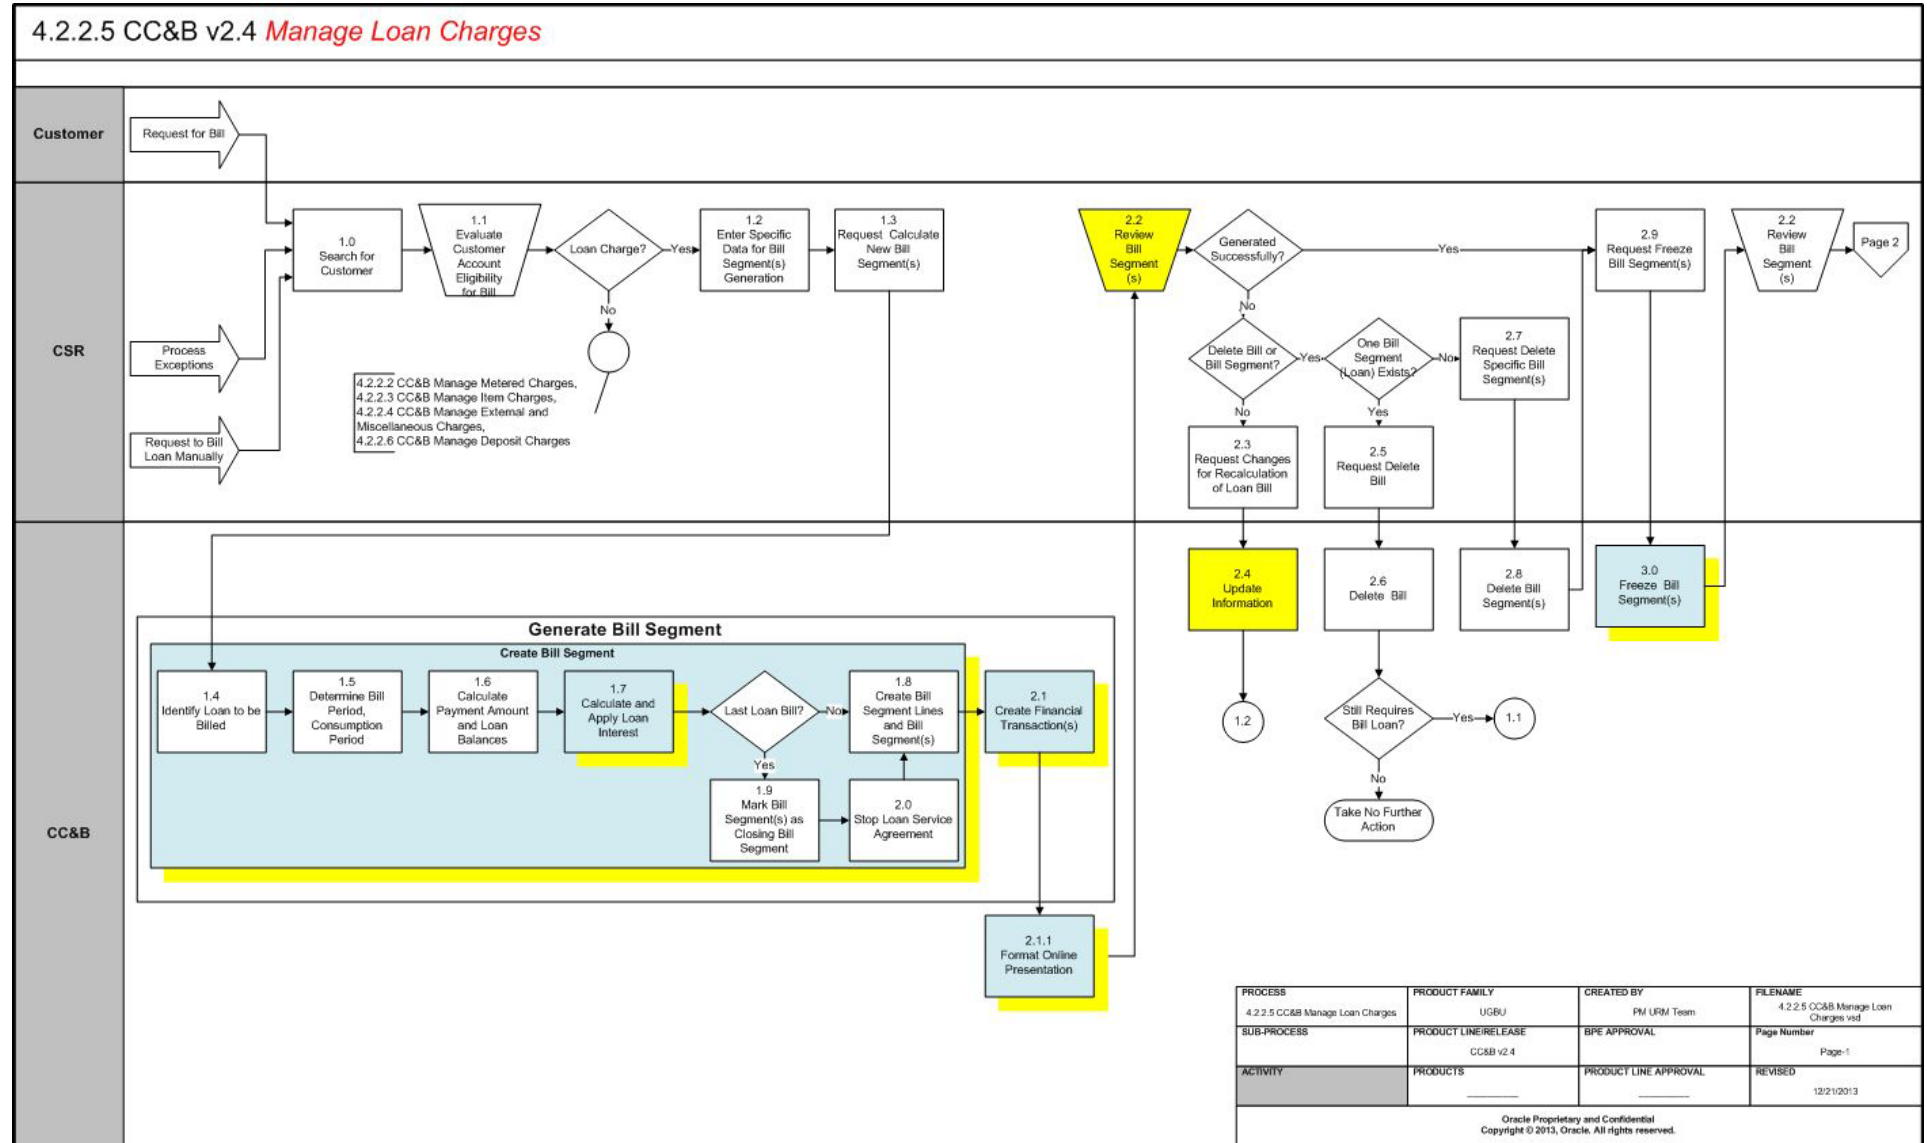 4.2.2.5 CC&B v2.4 Manage Loan Charges
Customer
Request for Bill
CSR
1.0
Search for
Customer
1.1
Evaluate
Customer
Account
Eligibility
for Bill
Loan Charge?
Yes
No
1.2
Enter Specific
Data for Bill
Segment(s)
Generation
1.3
Request Calculate
New Bill
Segment(s)
Process
Exceptions
Request to Bill
Loan Manually
4.2.2.2 CC&B Manage Metered Charges,
4.2.2.3 CC&B Manage Item Charges,
4.2.2.4 CC&B Manage External and
Miscellaneous Charges,
4.2.2.6 CC&B Manage Deposit Charges
2.2
Review
Bill
Segment
(s)
Generated
Successfully?
Yes
No
2.9
Request Freeze
Bill Segment(s)
2.2
Review
Bill
Segment
(s)
Page 2
Delete Bill or
Bill Segment?
Yes
No
One Bill
Segment
(Loan) Exists?
No
Yes
2.7
Request Delete
Specific Bill
Segment(s)
2.3
Request Changes
for Recalculation
of Loan Bill
2.5
Request Delete
Bill
CC&B
2.4
Update
Information
2.6
Delete Bill
2.8
Delete Bill
Segment(s)
3.0
Freeze Bill
Segment(s)
Generate Bill Segment
Create Bill Segment
1.4
Identify Loan to be
Billed
1.5
Determine Bill
Period,
Consumption
Period
1.6
Calculate
Payment Amount
and Loan
Balances
1.7
Calculate and
Apply Loan
Interest
Last Loan Bill?
No
Yes
1.8
Create Bill
Segment Lines
and Bill
Segment(s)
2.1
Create Financial
Transaction(s)
1.9
Mark Bill
Segment(s) as
Closing Bill
Segment
2.0
Stop Loan Service
Agreement
2.1.1
Format Online
Presentation
1.2
Still Requires
Bill Loan?
Yes
1.1
No
Take No Further
Action
PROCESS
4.2.2.5 CC&B Manage Loan Charges
PRODUCT FAMILY
UGBU
CREATED BY
PM URM Team
FILENAME
4.2.2.5 CC&B Manage Loan
Charges vsd
SUB-PROCESS
PRODUCT LINE/RELEASE
CC&B v2.4
BPE APPROVAL
Page Number
Page-1
ACTIVITY
PRODUCTS
PRODUCT LINE APPROVAL
REVISED
12/21/2013
Oracle Proprietary and Confidential
Copyright © 2013, Oracle. All rights reserved.